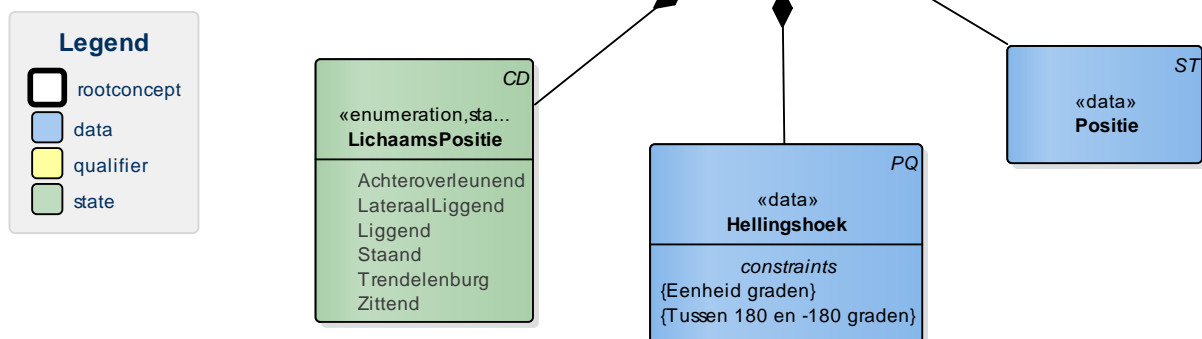 Legend
rootconcept
data
qualifier
state
CD
«enumeration,sta...
LichaamsPositie
Achteroverleunend
LateraalLiggend
Liggend
Staand
Trendelenburg
Zittend
PQ
«data»
Hellingshoek
constraints
{Eenheid graden}
{Tussen 180 en -180 graden}
ST
«data»
Positie